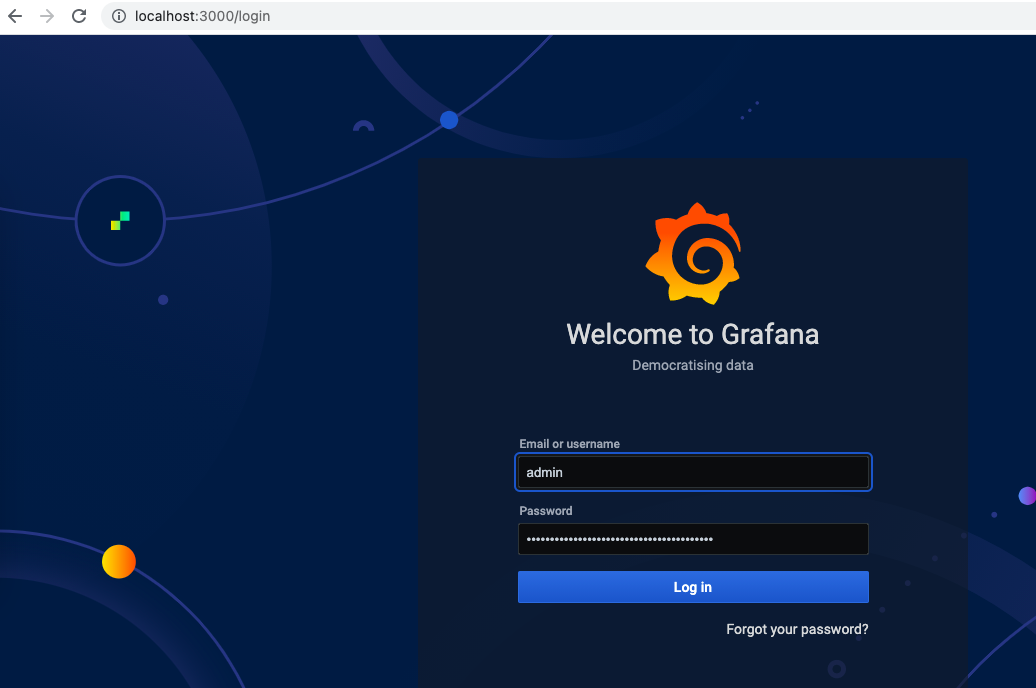 localhost:3000/login
Welcome to Grafana
Democratising data
Email or username
admin
Password
••••••••••••••••••••••••••••••••••••••••
Log in
Forgot your password?